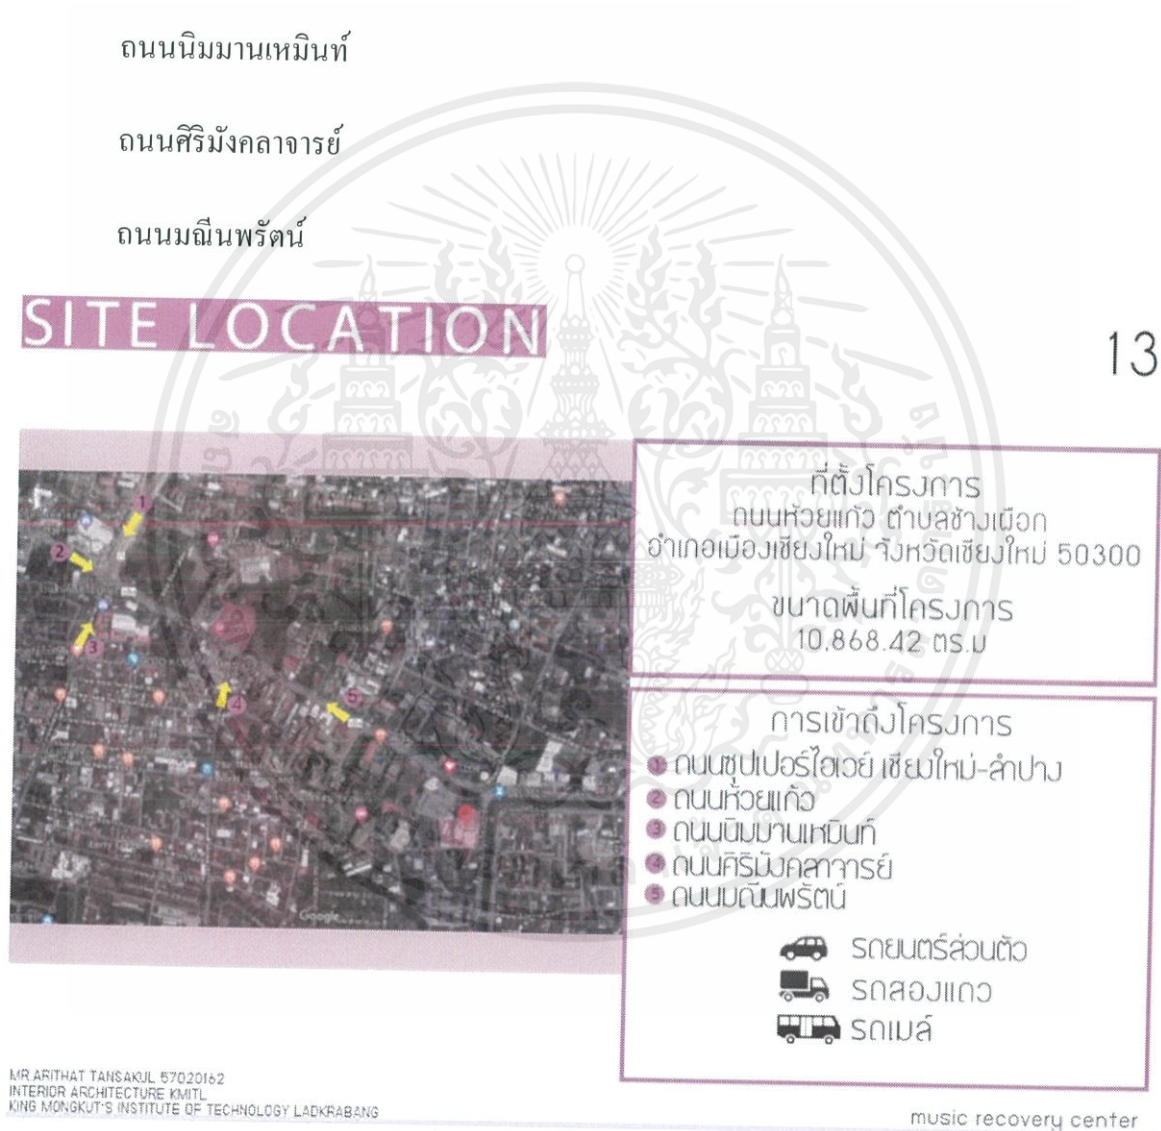 ถนนนิมมานเหมินท์
ถนนศิริมังคลาจารย์
ถนนมณีนพรัตน์
SITE LOCATION
13
1
2
3
4
5
Google
ที่ตั้งโครงการ
ถนนห้วยแก้ว ตำบลช้างเผือก
อำเภอเมืองเชียงใหม่ จังหวัดเชียงใหม่ 50300
ขนาดพื้นที่โครงการ
10,868.42 ตร.ม
การเข้าถึงโครงการ
1 ถนนซุปเปอร์ไฮเวย์ เชียงใหม่-ลำปาง
2 ถนนห้วยแก้ว
3 ถนนนิมมานเหมินท์
4 ถนนศิริมังคลาจารย์
5 ถนนมณีนพรัตน์
รถยนตร์ส่วนตัว
รถสองแถว
รถเมล์
MR.ARITHAT TANSAKUL 57020162
INTERIOR ARCHITECTURE KMITL
KING MONGKUT'S INSTITUTE OF TECHNOLOGY LADKRABANG
music recovery center